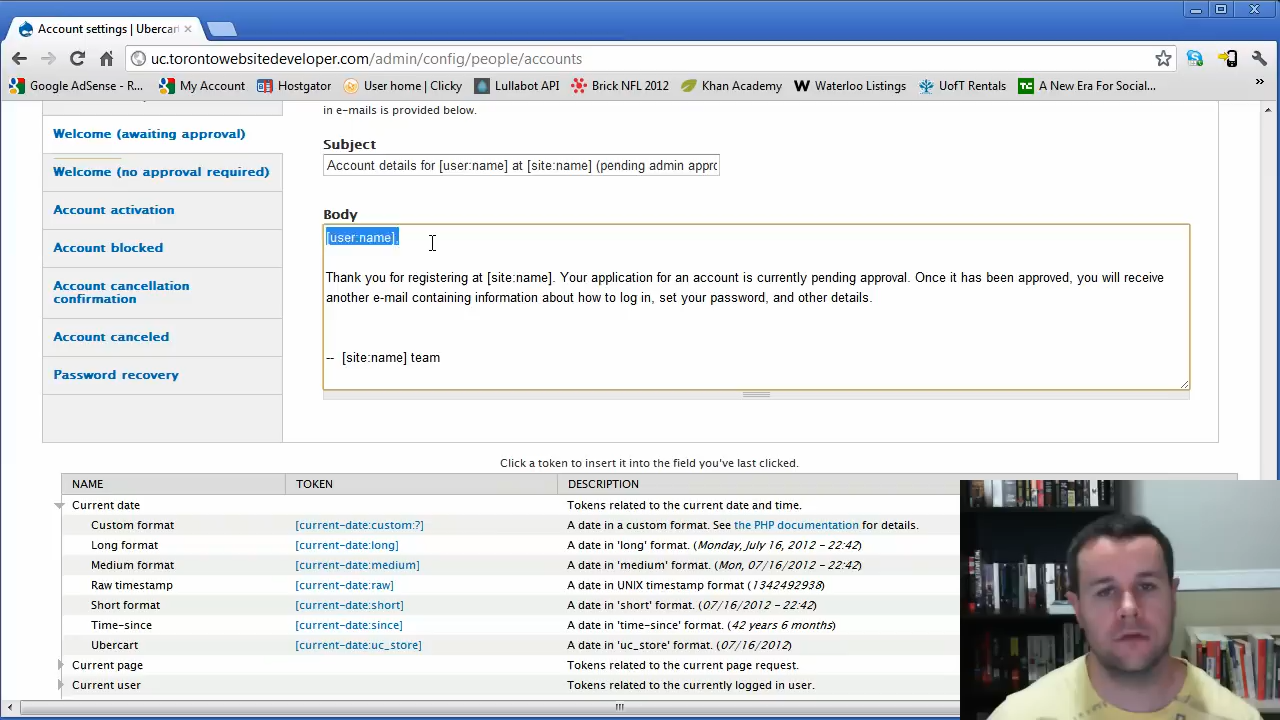 Account settings | Ubercart
uc.torontowebsitedeveloper.com/admin/config/people/accounts
Google AdSense - R... My Account Hostgator User home | Clicky Lullabot API Brick NFL 2012 Khan Academy Waterloo Listings UofT Rentals TC A New Era For Social... »
in e-mails is provided below.
Welcome (awaiting approval)
Welcome (no approval required)
Account activation
Account blocked
Account cancellation
confirmation
Account canceled
Password recovery
Subject
Account details for [user:name] at [site:name] (pending admin appro
Body
[user:name],
Thank you for registering at [site:name]. Your application for an account is currently pending approval. Once it has been approved, you will receive
another e-mail containing information about how to log in, set your password, and other details.
-- [site:name] team
Click a token to insert it into the field you've last clicked.
NAME TOKEN DESCRIPTION
Current date Tokens related to the current date and time.
Custom format [current-date:custom:?] A date in a custom format. See the PHP documentation for details.
Long format [current-date:long] A date in 'long' format. (Monday, July 16, 2012 - 22:42)
Medium format [current-date:medium] A date in 'medium' format. (Mon, 07/16/2012 - 22:42)
Raw timestamp [current-date:raw] A date in UNIX timestamp format (1342492938)
Short format [current-date:short] A date in 'short' format. (07/16/2012 - 22:42)
Time-since [current-date:since] A date in 'time-since' format. (42 years 6 months)
Ubercart [current-date:uc_store] A date in 'uc_store' format. (07/16/2012)
Current page Tokens related to the current page request.
Current user Tokens related to the currently logged in user.